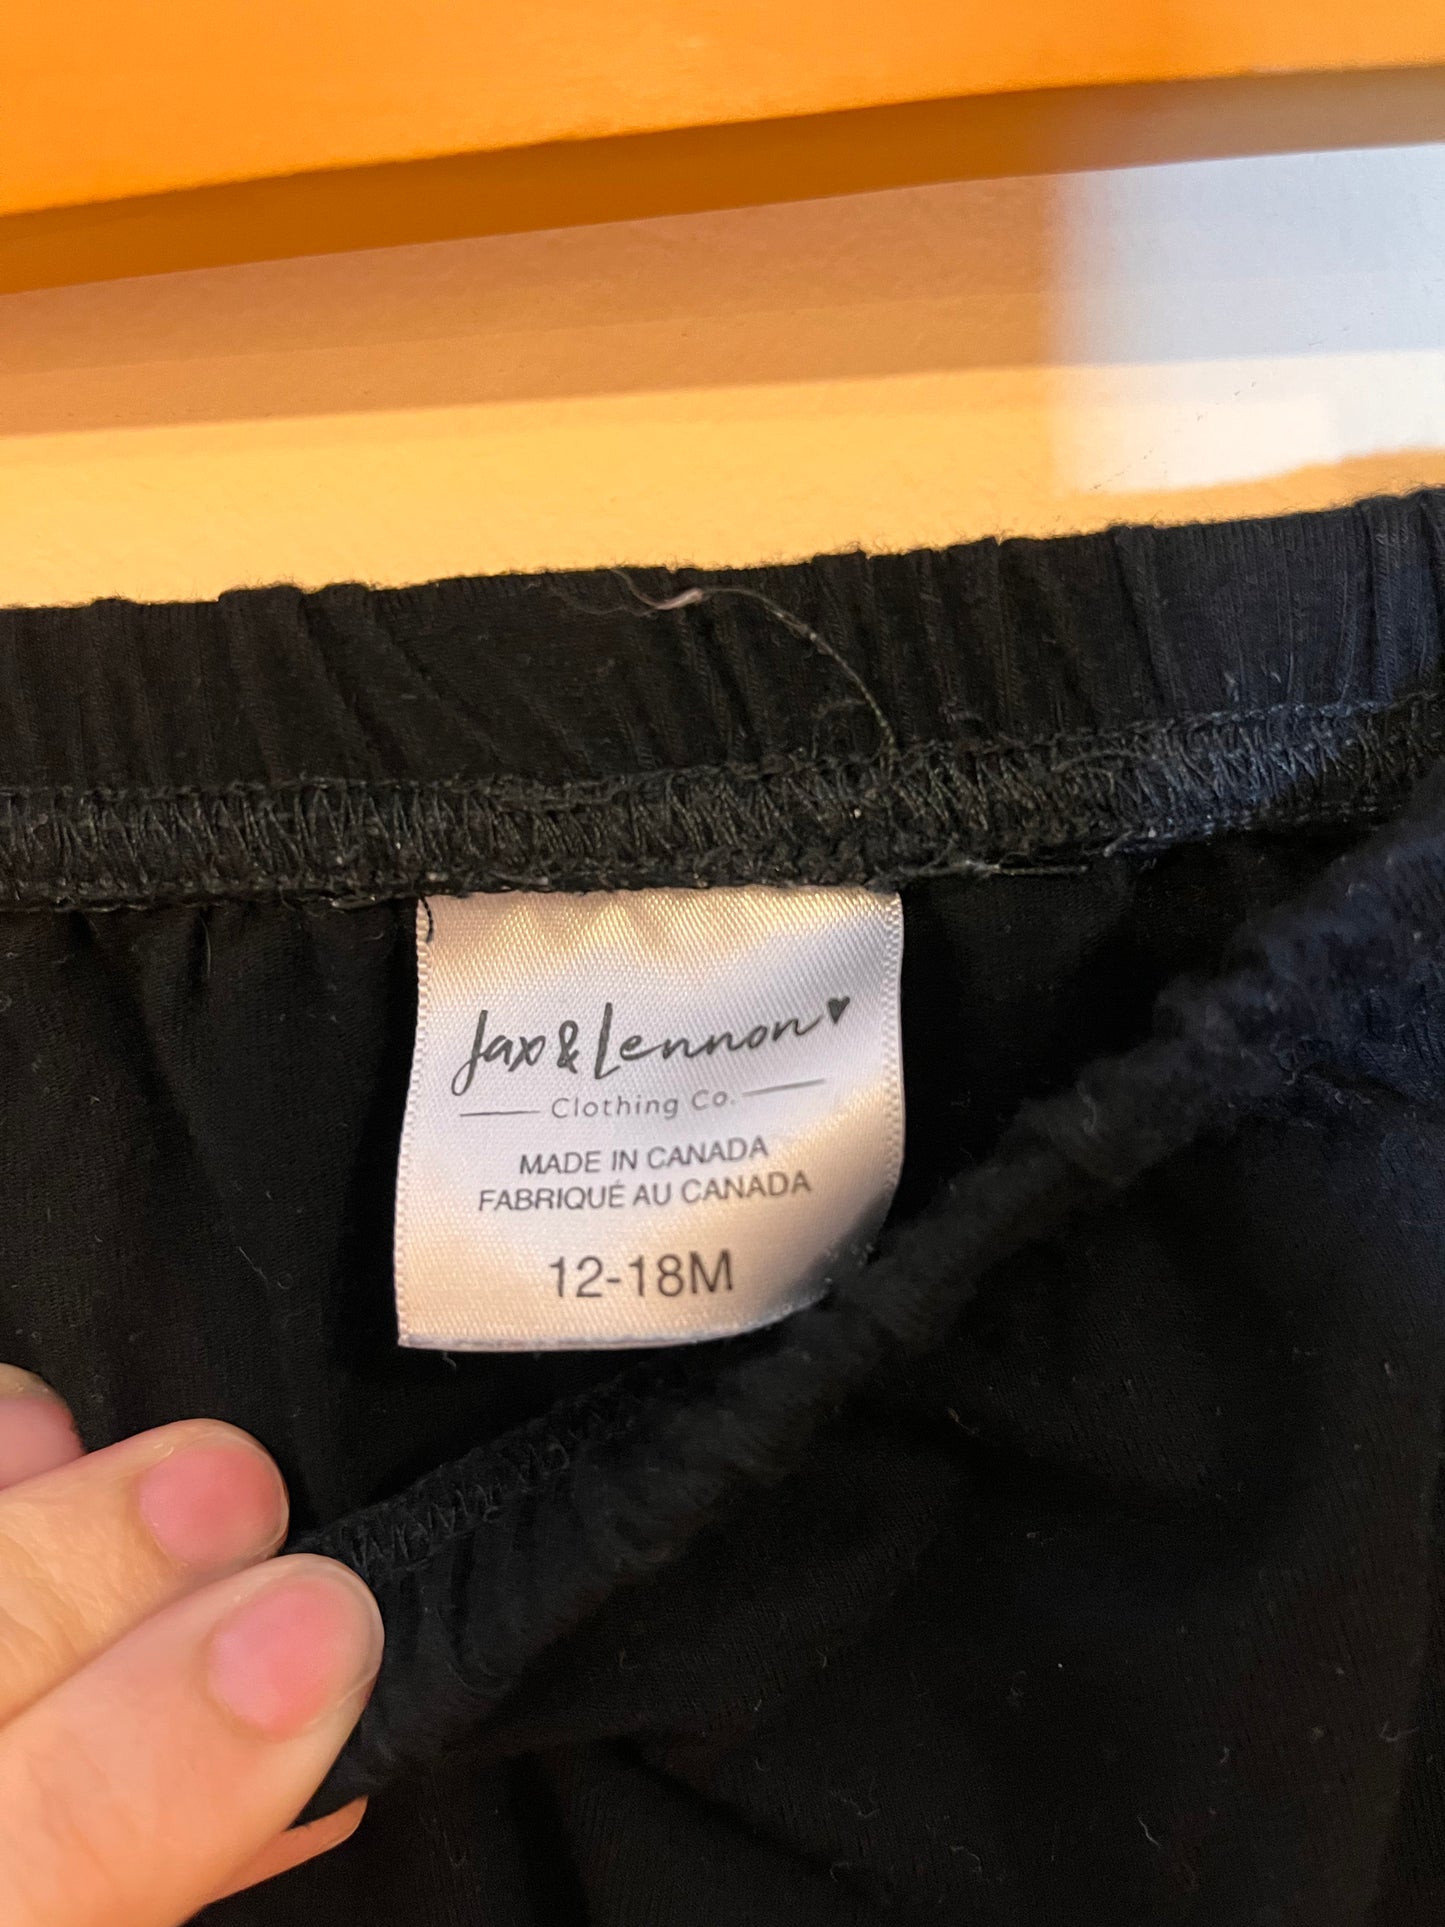 Jax & Lennon
Clothing Co.
MADE IN CANADA
FABRIQUÉ AU CANADA
12-18M